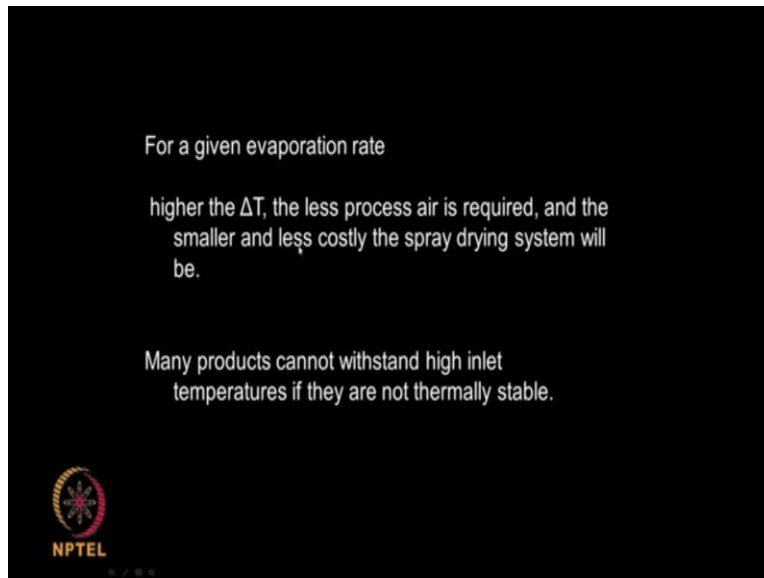 For a given evaporation rate
higher the ΔT, the less process air is required, and the
smaller and less costly the spray drying system will
be.
Many products cannot withstand high inlet
temperatures if they are not thermally stable.
NPTEL